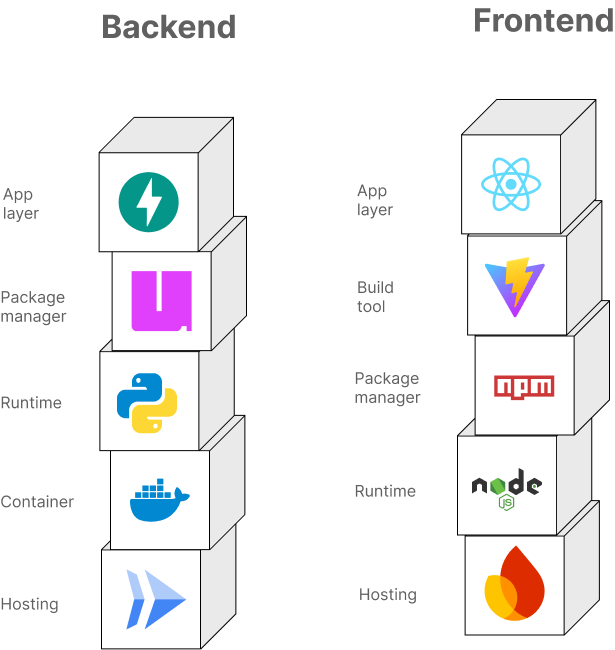 Backend
App
layer
Package
manager
Runtime
Container
Hosting
Frontend
App
layer
Build
tool
Package
manager
npm
Runtime
node
JS
Hosting